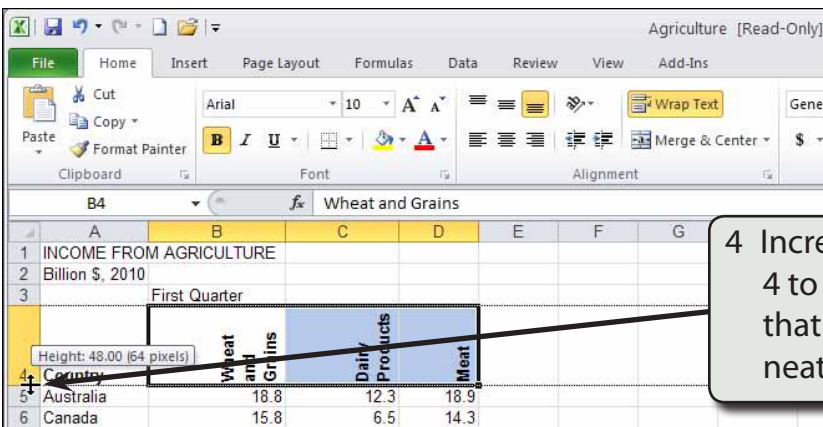 Agriculture [Read-Only]
File Home Insert Page Layout Formulas Data Review View Add-Ins
Cut
Copy
Format Painter
Paste
Arial 10 A A
Wrap Text
B I U A
Merge & Center
$
Clipboard Font Alignment
B4 fx Wheat and Grains
A B C D E F G
1 INCOME FROM AGRICULTURE
2 Billion $, 2010
3 First Quarter
4 Country Wheat and Grains Dairy Products Meat
Height: 48.00 (64 pixels)
5 Australia 18.8 12.3 18.9
6 Canada 15.8 6.5 14.3
4
4 to
that
neat